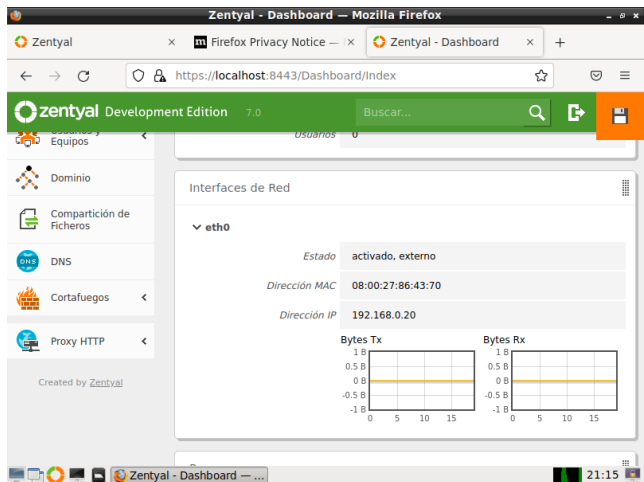 Zentyal - Dashboard — Mozilla Firefox
Zentyal
Firefox Privacy Notice —
Zentyal - Dashboard
https://localhost:8443/Dashboard/Index
zentyal Development Edition 7.0
Buscar...
Usuarios y
Equipos
Dominio
Compartición de
Ficheros
DNS
DNS
Cortafuegos
Proxy HTTP
Created by Zentyal
Usuarios 0
Interfaces de Red
eth0
Estado activado, externo
Dirección MAC 08:00:27:86:43:70
Dirección IP 192.168.0.20
Bytes Tx
1 B
0.5 B
0 B
-0.5 B
-1 B
0 5 10 15
Bytes Rx
1 B
0.5 B
0 B
-0.5 B
-1 B
0 5 10 15
Zentyal - Dashboard — ...
21:15